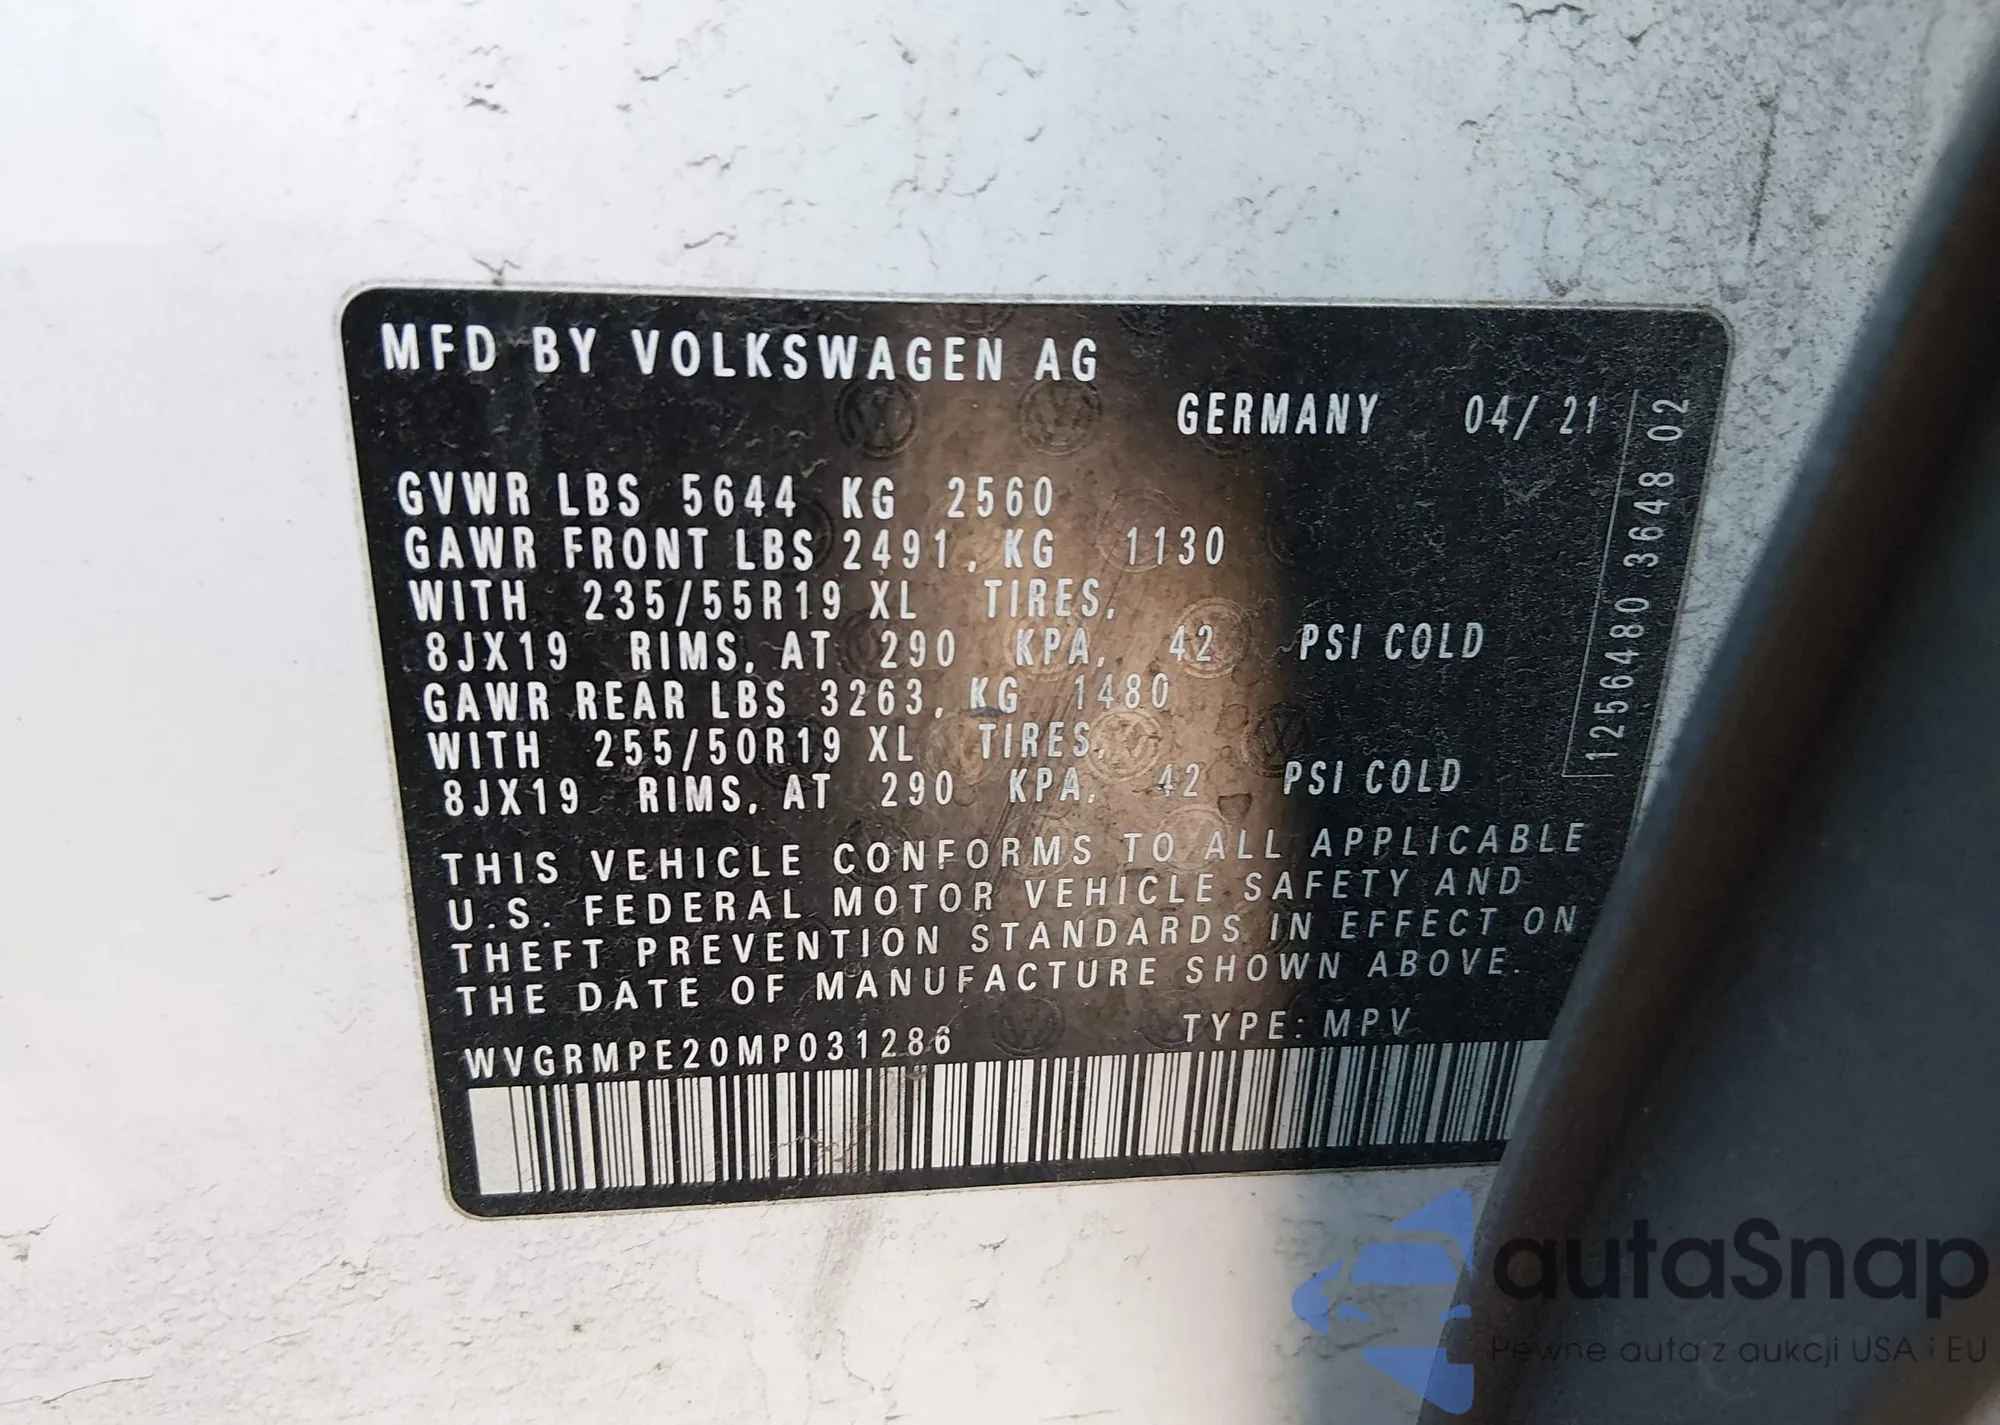 MFD BY VOLKSWAGEN AG
GERMANY 04/ 21
GVWR LBS 5644 KG 2560
GAWR FRONT LBS 2491, KG 1130
WITH 235/55R19 XL TIRES,
8JX19 RIMS, AT 290 KPA, 42 PSI COLD
GAWR REAR LBS 3263, KG 1480
WITH 255/50R19 XL TIRES,
8JX19 RIMS, AT 290 KPA, 42 PSI COLD
THIS VEHICLE CONFORMS TO ALL APPLICABLE
U.S. FEDERAL MOTOR VEHICLE SAFETY AND
THEFT PREVENTION STANDARDS IN EFFECT ON
THE DATE OF MANUFACTURE SHOWN ABOVE.
WVGRMPE20MP031286 TYPE: MPV
1256480 3648 02
autaSnap
Pewne auta z aukcji USA i EU